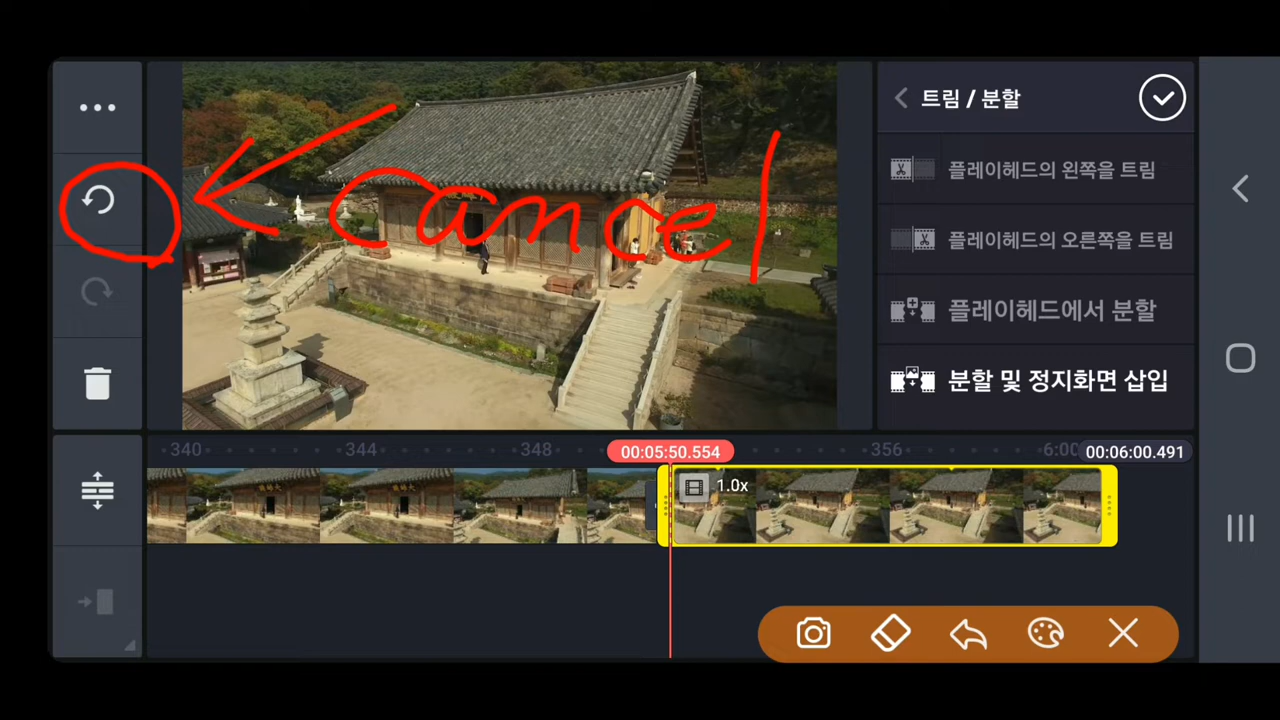 트림 / 분할
플레이헤드의 왼쪽을 트림
플레이헤드의 오른쪽을 트림
플레이헤드에서 분할
분할 및 정지화면 삽입
cancel
340
344
348
00:05:50.554
356
6:00
00:06:00.491
1.0x